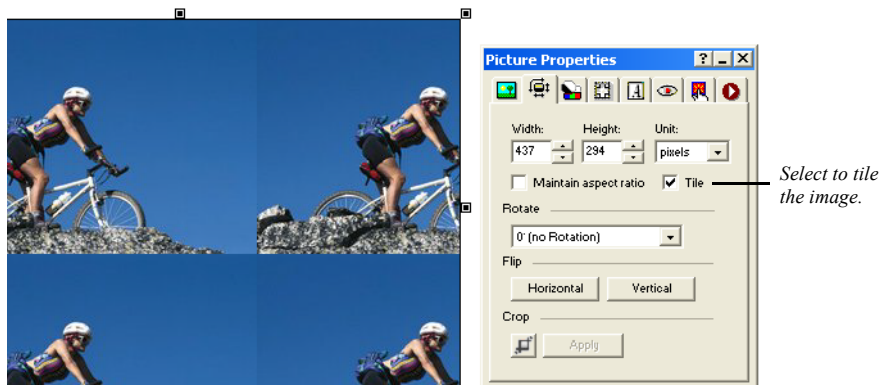 Picture Properties
Width: Height: Unit:
437 294 pixels
Maintain aspect ratio Tile
Select to tile
the image.
Rotate
0° (no Rotation)
Flip
Horizontal Vertical
Crop
Apply